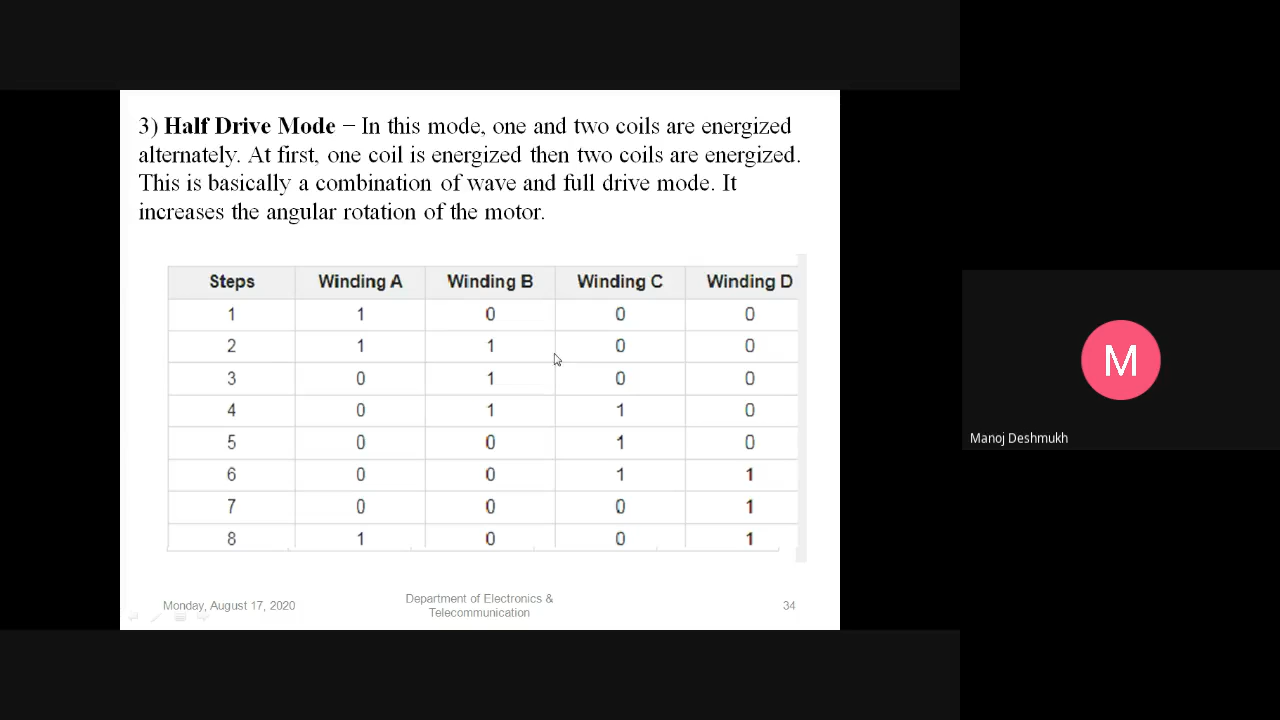 3) Half Drive Mode − In this mode, one and two coils are energized
alternately. At first, one coil is energized then two coils are energized.
This is basically a combination of wave and full drive mode. It
increases the angular rotation of the motor.
Steps Winding A Winding B Winding C Winding D
1 1 0 0 0
2 1 1 0 0
3 0 1 0 0
4 0 1 1 0
5 0 0 1 0
6 0 0 1 1
7 0 0 0 1
8 1 0 0 1
Monday, August 17, 2020
Department of Electronics &
Telecommunication
34
M
Manoj Deshmukh